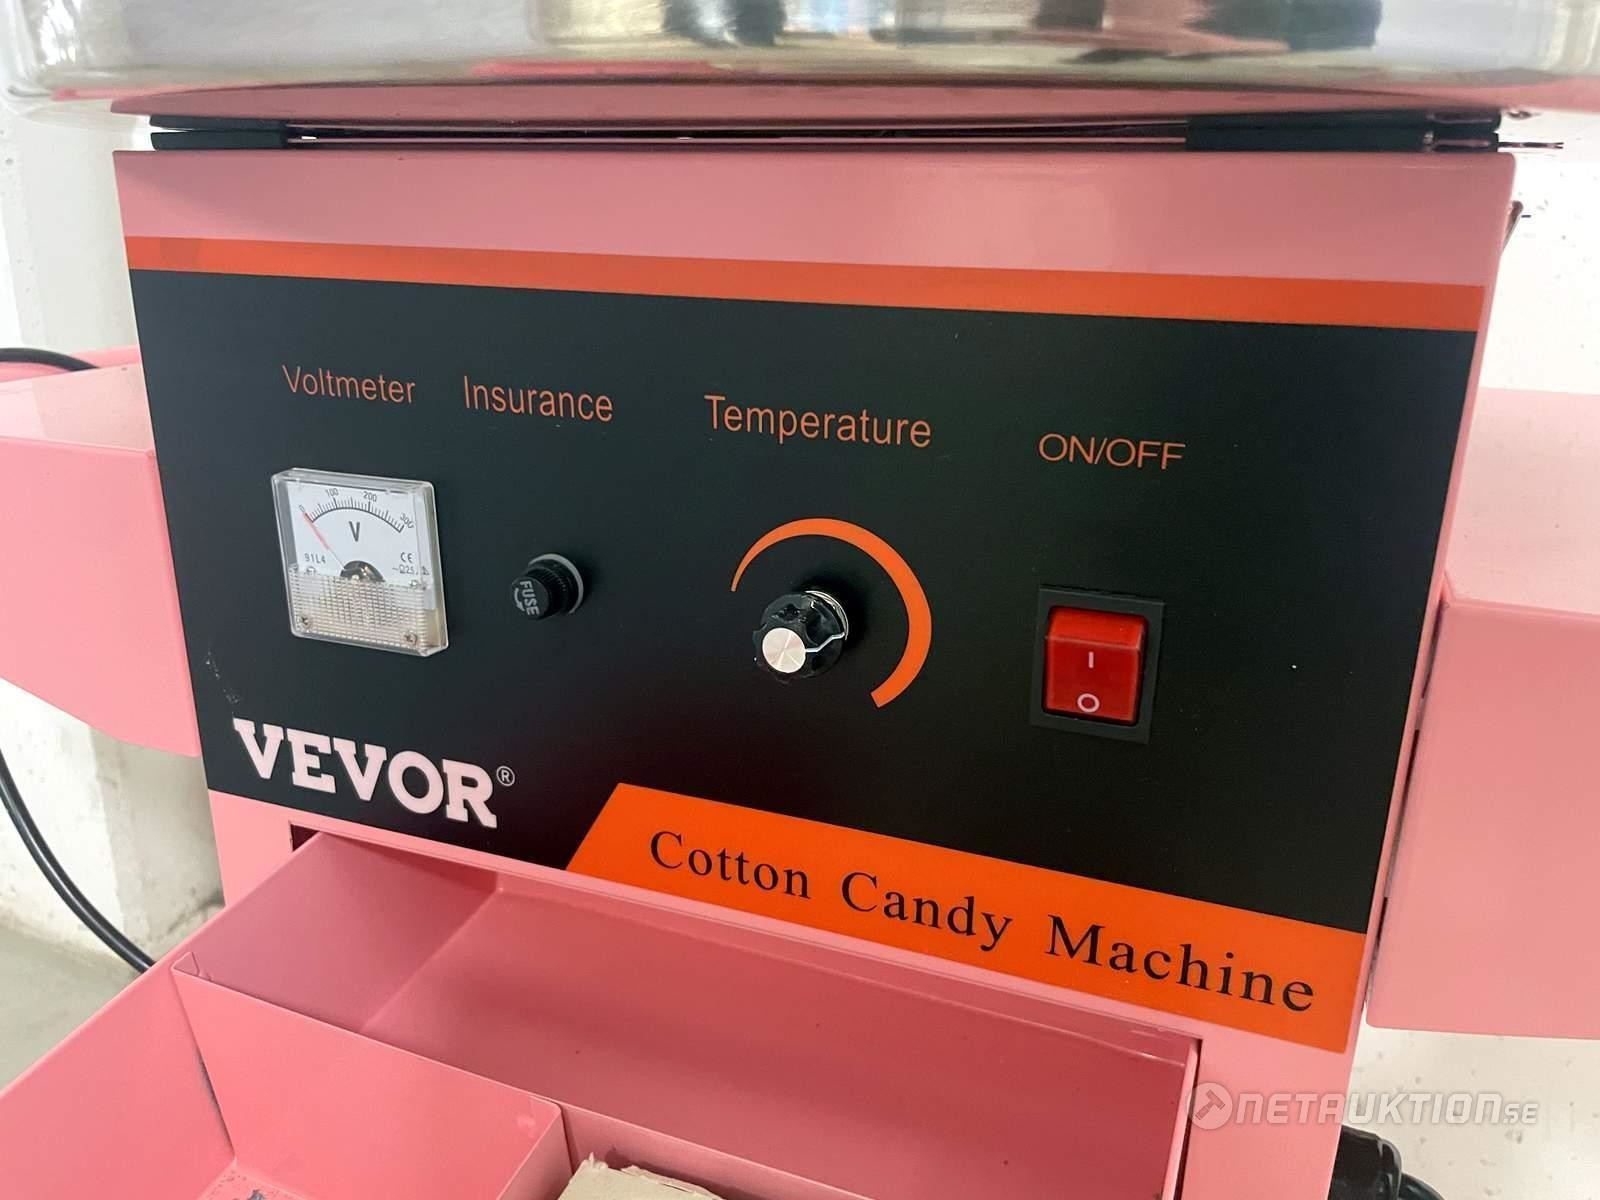 Voltmeter
Insurance
Temperature
ON/OFF
0 100 200 300
V
91L4
CE
FUSE
I
O
VEVOR®
Cotton Candy Machine
NETAUKTION.SE